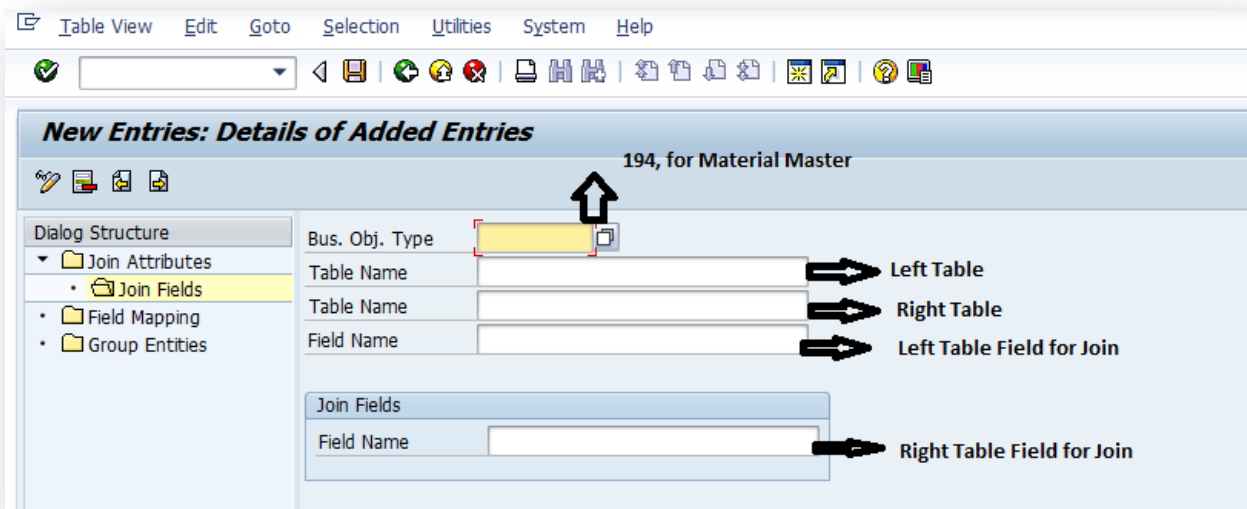 Table View Edit Goto Selection Utilities System Help
New Entries: Details of Added Entries
194, for Material Master
Dialog Structure
Join Attributes
Join Fields
Field Mapping
Group Entities
Bus. Obj. Type
Table Name
Left Table
Table Name
Right Table
Field Name
Left Table Field for Join
Join Fields
Field Name
Right Table Field for Join